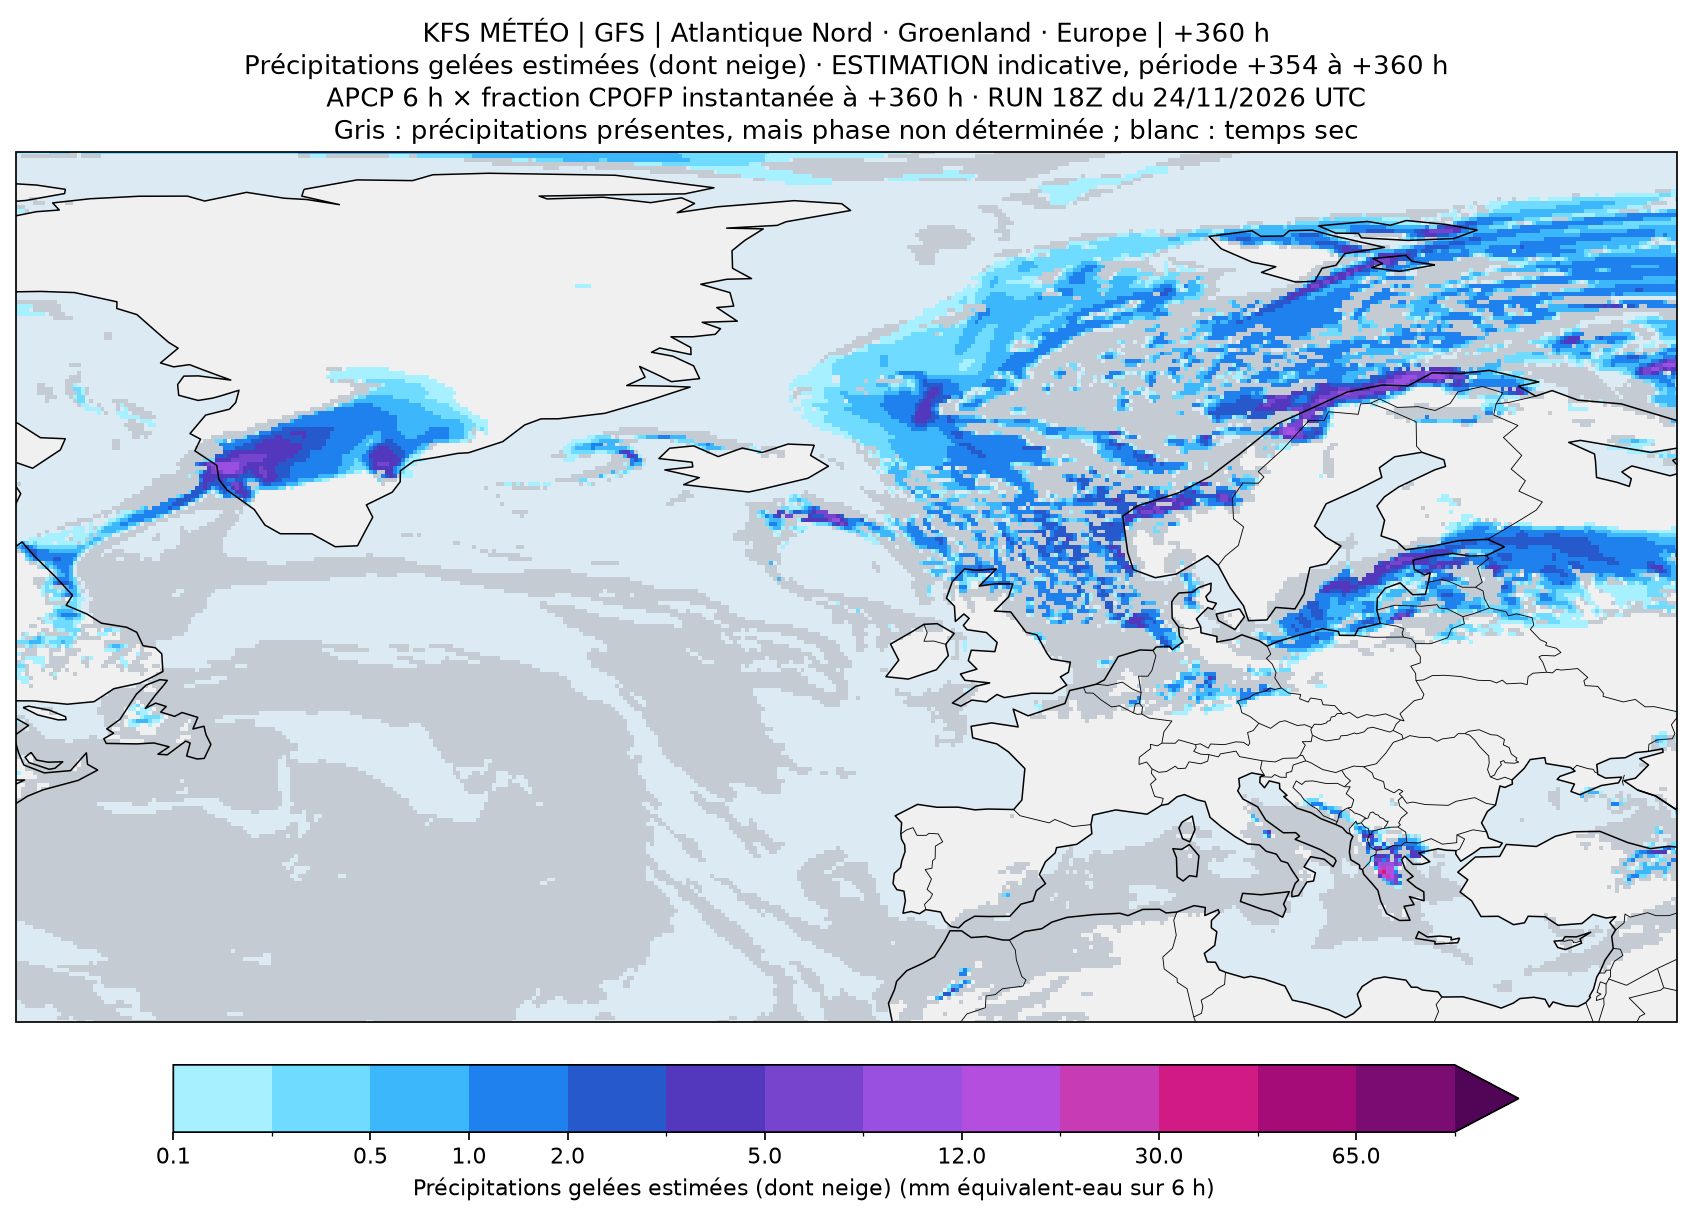 KFS MÉTÉO | GFS | Atlantique Nord · Groenland · Europe | +360 h
Précipitations gelées estimées (dont neige) · ESTIMATION indicative, période +354 à +360 h
APCP 6 h × fraction CPOFP instantanée à +360 h · RUN 18Z du 24/11/2026 UTC
Gris : précipitations présentes, mais phase non déterminée ; blanc : temps sec
0.1 0.5 1.0 2.0 5.0 12.0 30.0 65.0
Précipitations gelées estimées (dont neige) (mm équivalent-eau sur 6 h)